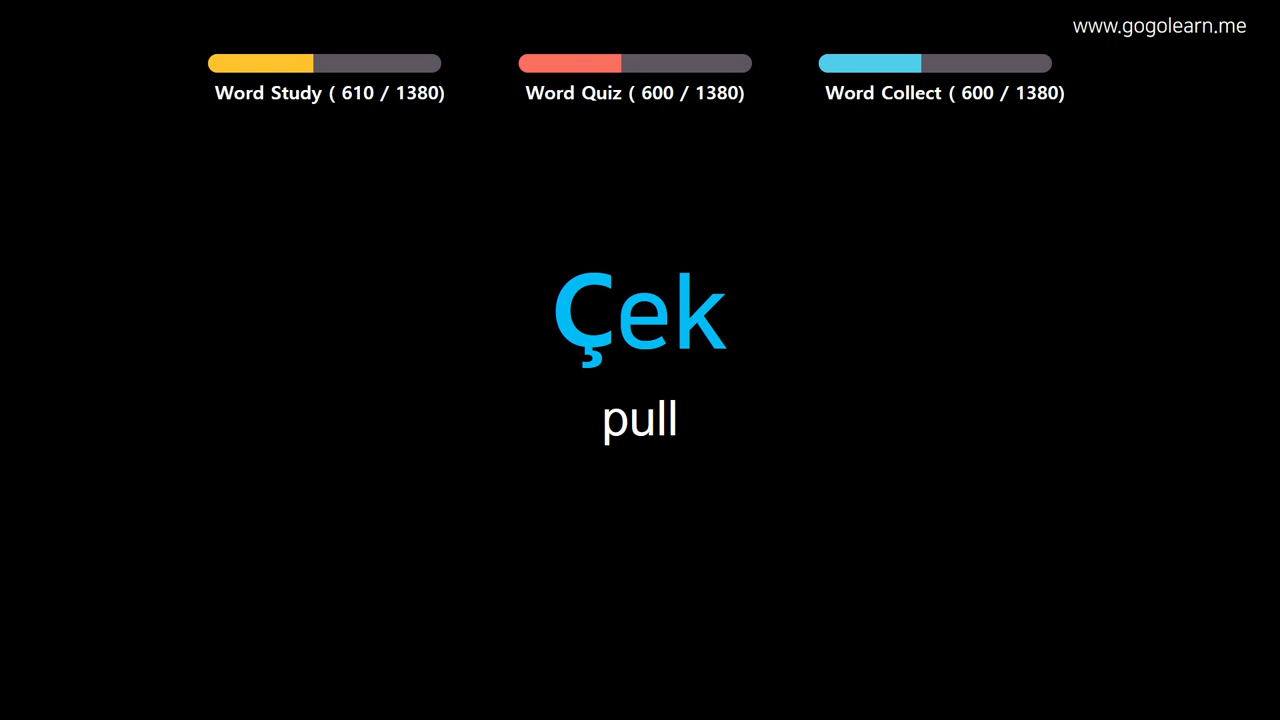 www.gogolearn.me
Word Study ( 610 / 1380)
Word Quiz ( 600 / 1380)
Word Collect ( 600 / 1380)
Çek
pull